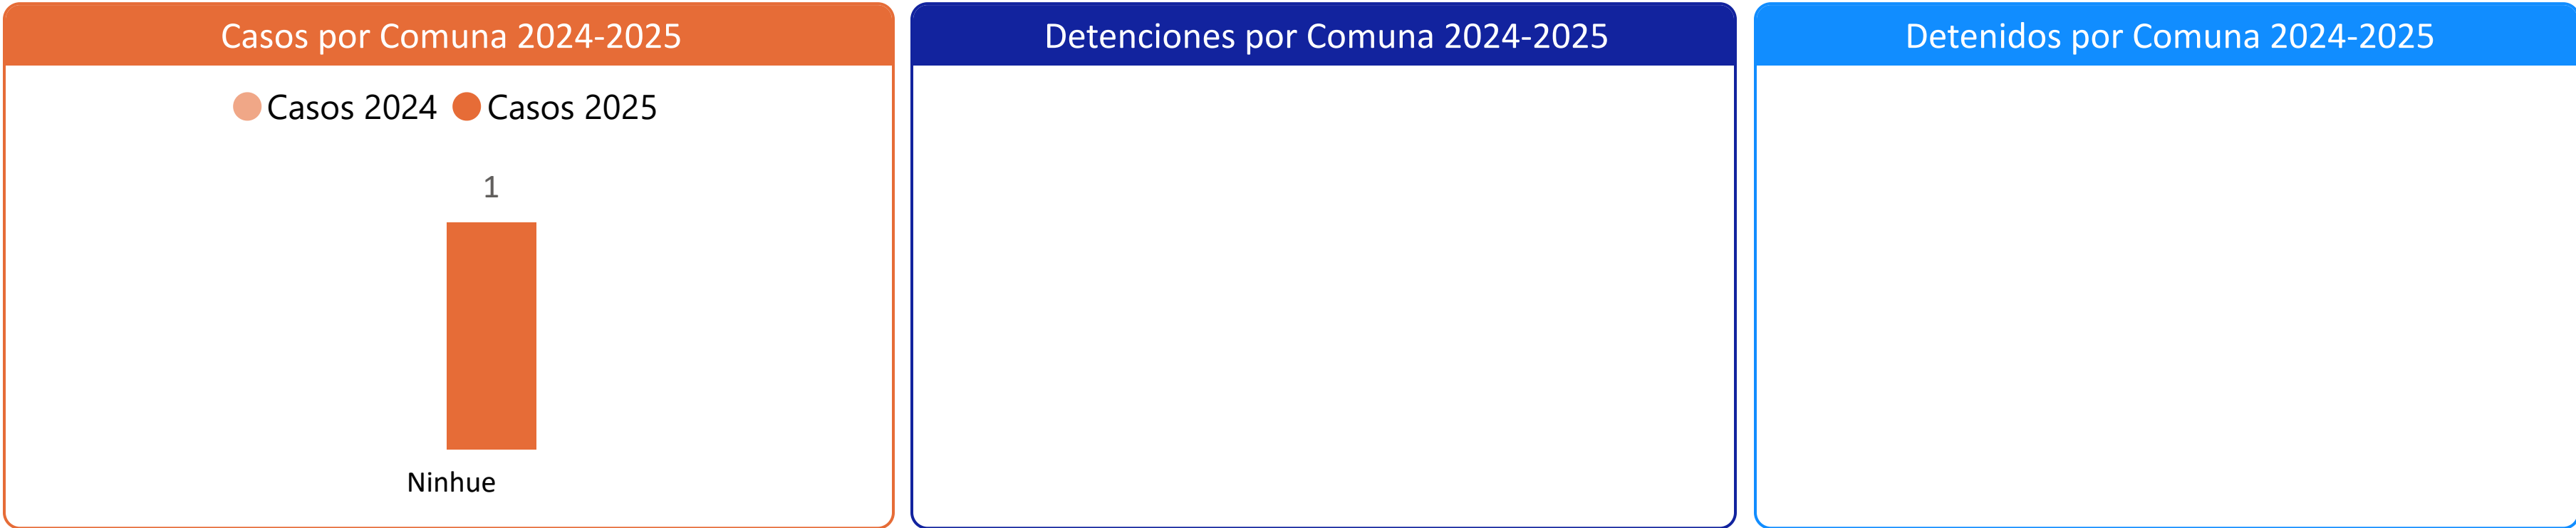 Casos por Comuna 2024-2025
Casos 2024 Casos 2025
1
Ninhue
Detenciones por Comuna 2024-2025
Detenidos por Comuna 2024-2025